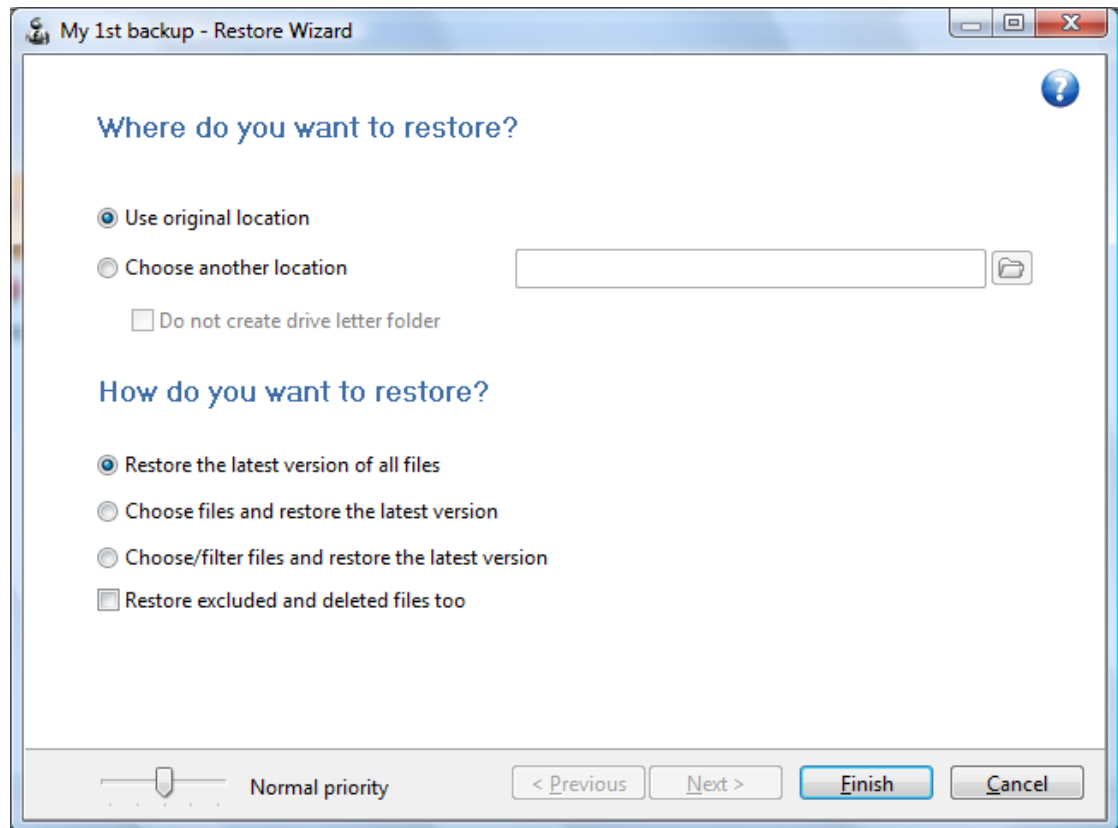 My 1st backup - Restore Wizard
?
Where do you want to restore?
Use original location
Choose another location
Do not create drive letter folder
How do you want to restore?
Restore the latest version of all files
Choose files and restore the latest version
Choose/filter files and restore the latest version
Restore excluded and deleted files too
Normal priority < Previous Next > Finish Cancel